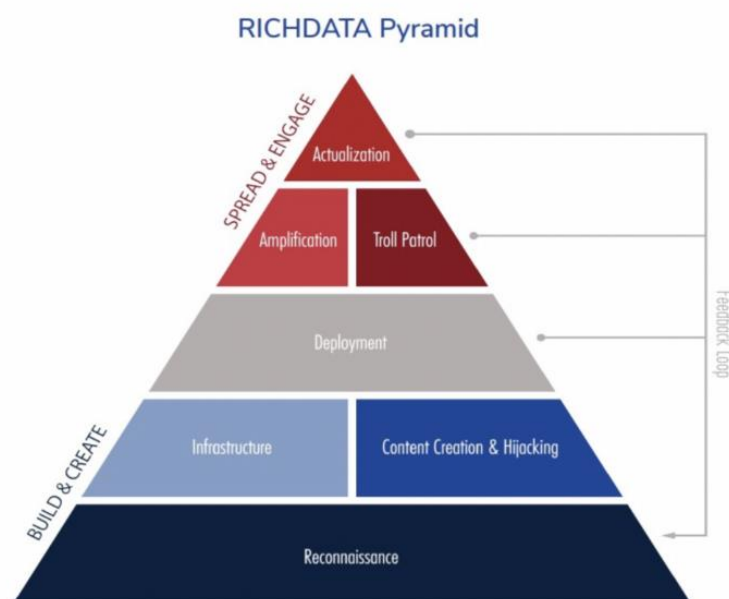 RICHDATA Pyramid
SPREAD & ENGAGE
Actualization
Amplification
Troll Patrol
Deployment
Feedback Loop
BUILD & CREATE
Infrastructure
Content Creation & Hijacking
Reconnaissance